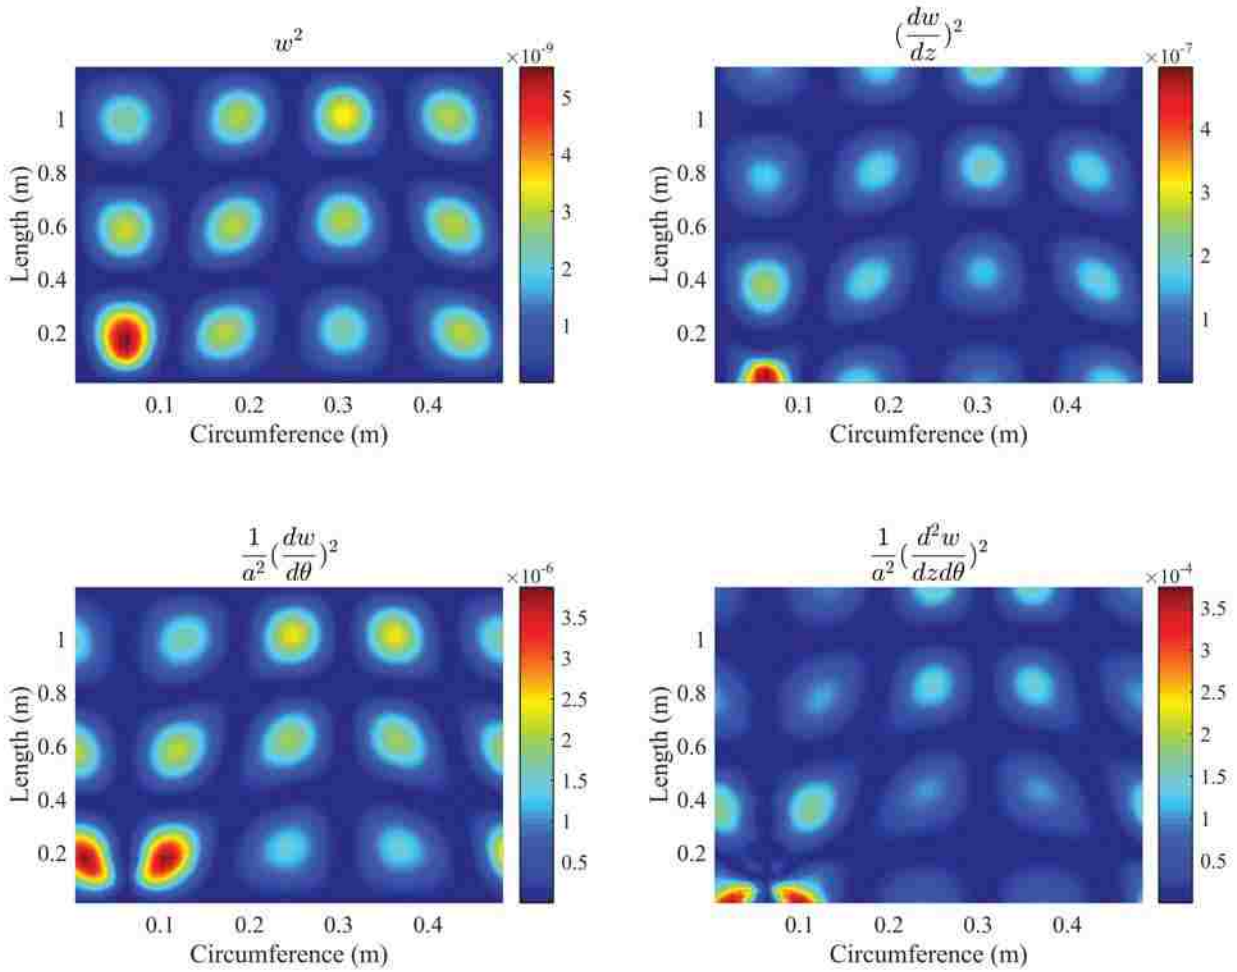 w²
×10⁻⁹
Length (m)
1
0.8
0.6
0.4
0.2
5
4
3
2
1
0.1 0.2 0.3 0.4
Circumference (m)
(dw/dz)²
×10⁻⁷
Length (m)
1
0.8
0.6
0.4
0.2
4
3
2
1
0.1 0.2 0.3 0.4
Circumference (m)
1/a² (dw/dθ)²
×10⁻⁶
Length (m)
1
0.8
0.6
0.4
0.2
3.5
3
2.5
2
1.5
1
0.5
0.1 0.2 0.3 0.4
Circumference (m)
1/a² (d²w/dzdθ)²
×10⁻⁴
Length (m)
1
0.8
0.6
0.4
0.2
3.5
3
2.5
2
1.5
1
0.5
0.1 0.2 0.3 0.4
Circumference (m)